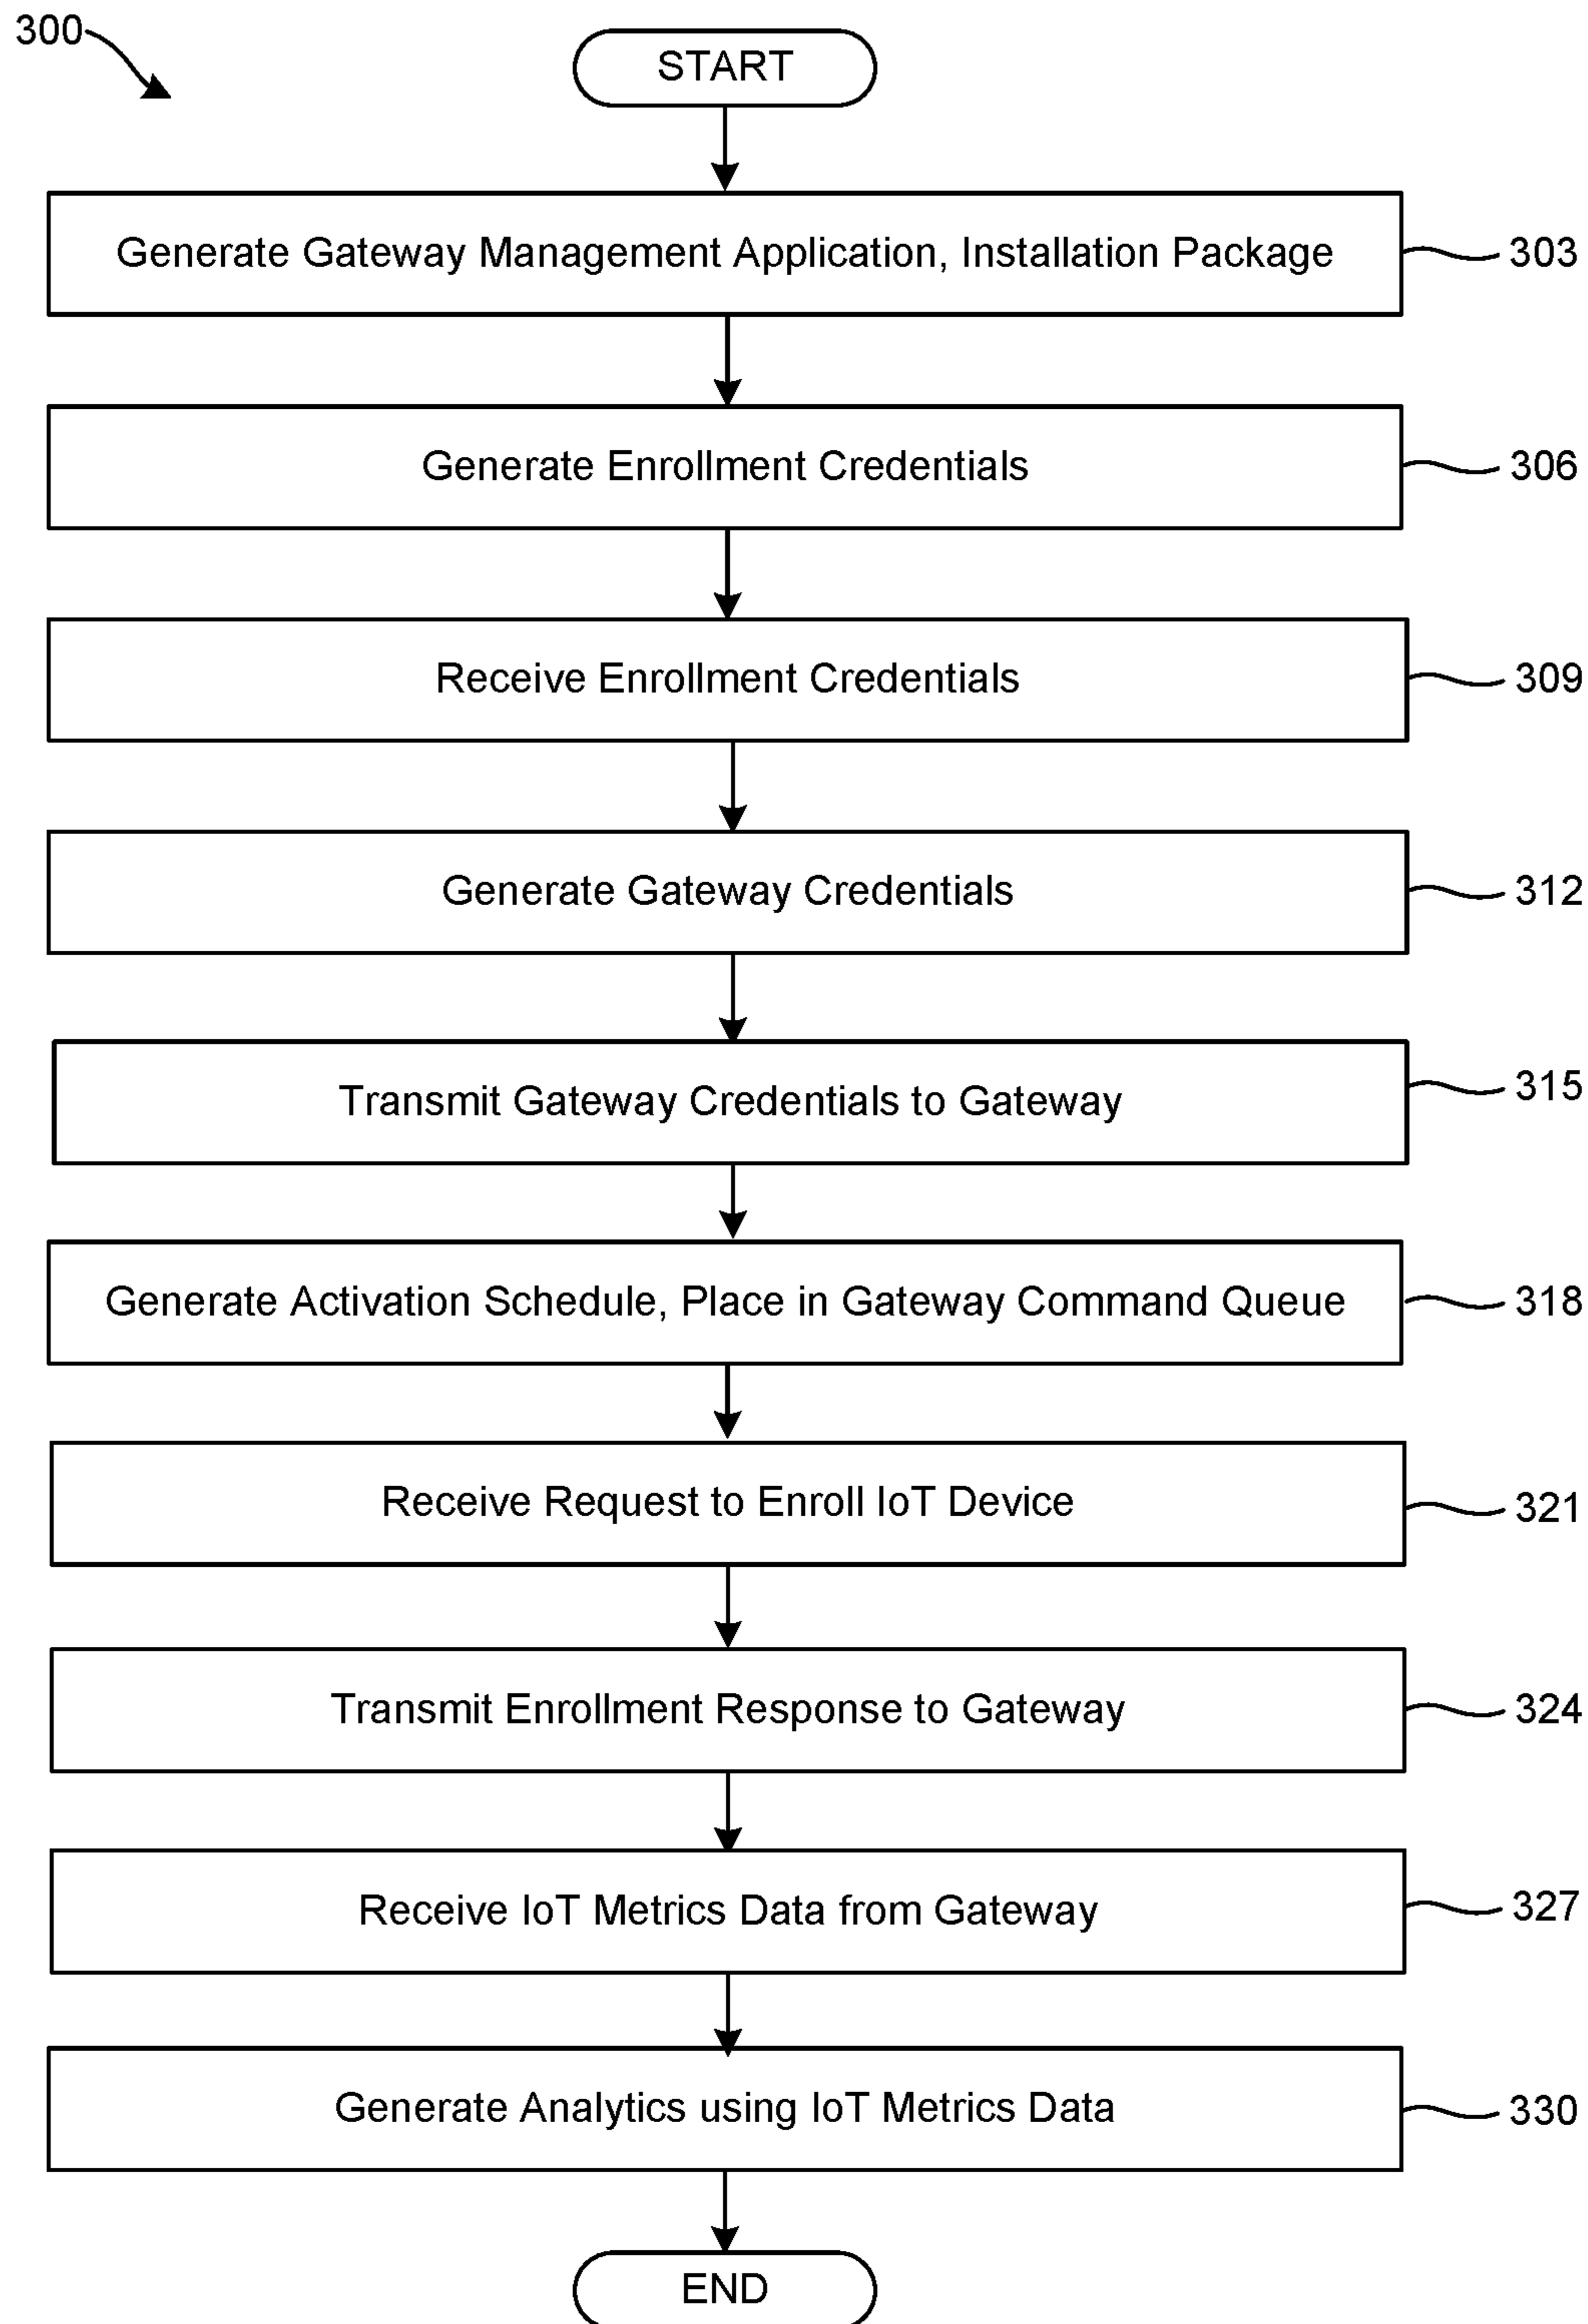 300
START
Generate Gateway Management Application, Installation Package
303
Generate Enrollment Credentials
306
Receive Enrollment Credentials
309
Generate Gateway Credentials
312
Transmit Gateway Credentials to Gateway
315
Generate Activation Schedule, Place in Gateway Command Queue
318
Receive Request to Enroll IoT Device
321
Transmit Enrollment Response to Gateway
324
Receive IoT Metrics Data from Gateway
327
Generate Analytics using IoT Metrics Data
330
END